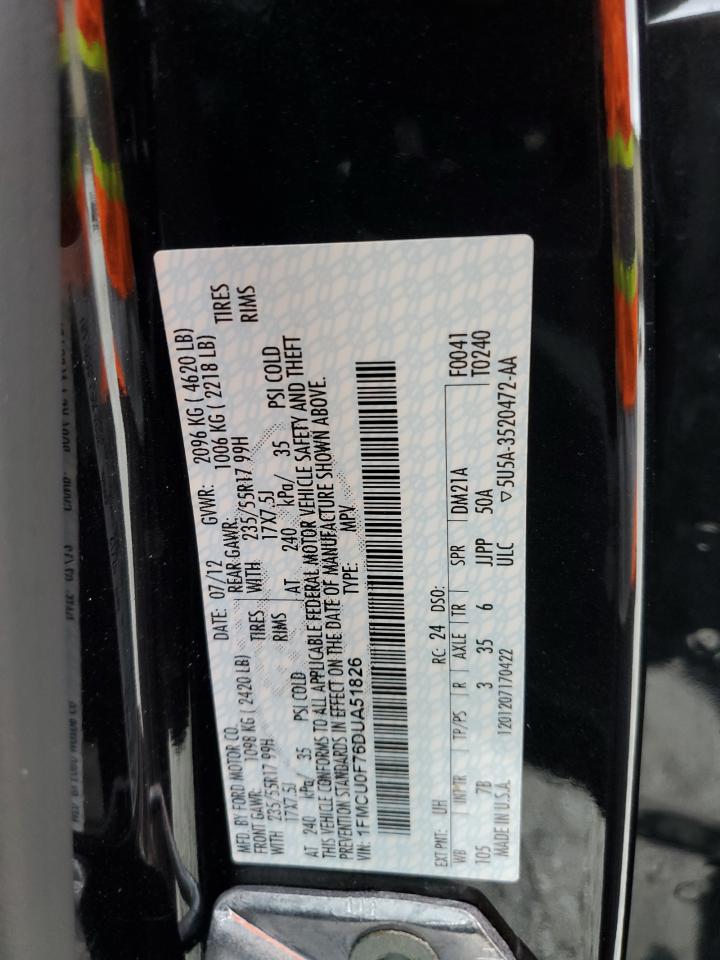 MFD. BY FORD MOTOR CO. DATE: 07/12 GVWR: 2096 KG ( 4620 LB)
FRONT GAWR: 1098 KG ( 2420 LB) REAR GAWR: 1006 KG ( 2218 LB)
WITH 235/55R17 99H TIRES WITH 235/55R17 99H TIRES
17X7.5J RIMS 17X7.5J RIMS
AT 240 kPa/ 35 PSI COLD AT 240 kPa/ 35 PSI COLD
THIS VEHICLE CONFORMS TO ALL APPLICABLE FEDERAL MOTOR VEHICLE SAFETY AND THEFT
PREVENTION STANDARDS IN EFFECT ON THE DATE OF MANUFACTURE SHOWN ABOVE.
VIN: 1FMCU0F76DUA51826 TYPE: MPV
EXT PNT: UH RC: 24 DSO: F0041
WB INT TR TP/PS R AXLE TR SPR DM21A T0240
105 7B 3 35 6 JJPP 50A
MADE IN U.S.A. 1201207170422 ULC ▽5U5A-3520472-AA